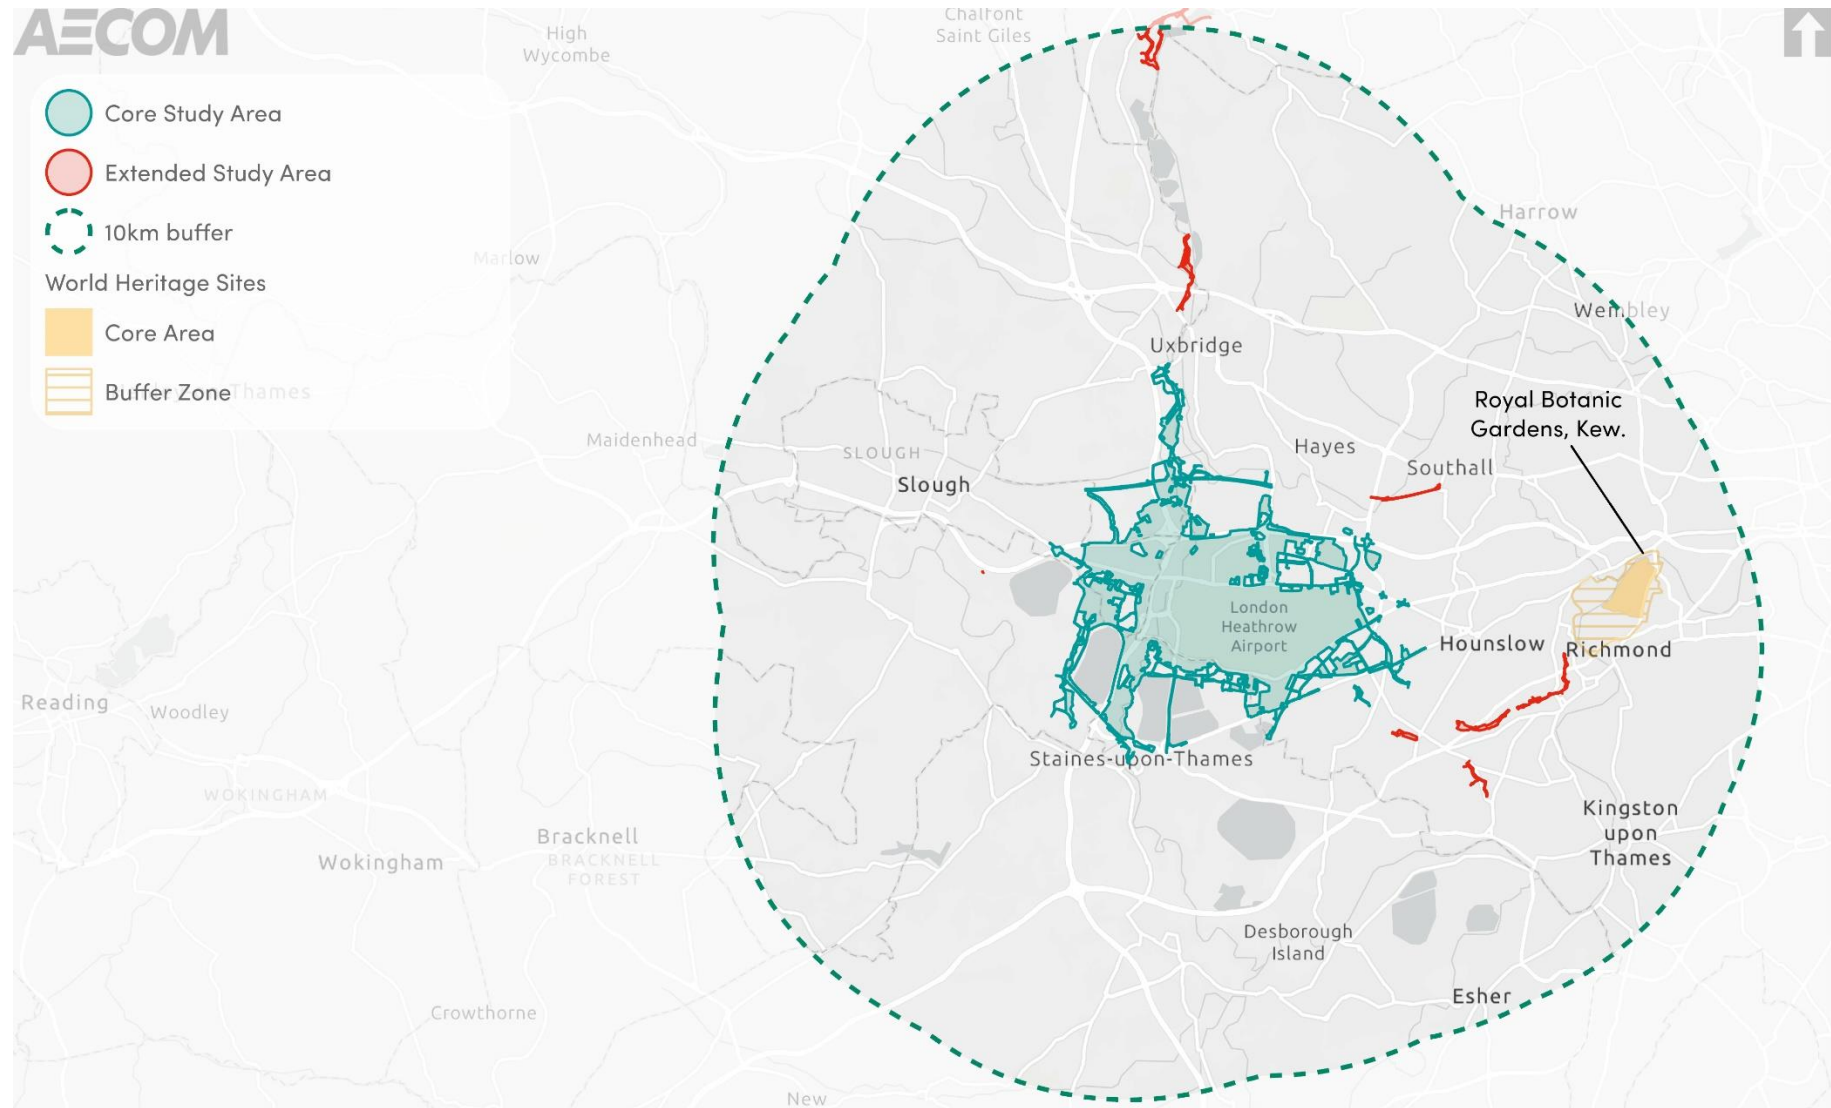 AECOM
Core Study Area
Extended Study Area
10km buffer
World Heritage Sites
Core Area
Buffer Zone
Chalfont
Saint Giles
High
Wycombe
Harrow
Marlow
Wembley
Uxbridge
Royal Botanic
Gardens, Kew.
Maidenhead
Hayes
SLOUGH
Southall
Slough
London
Heathrow
Airport
Hounslow
Richmond
Reading
Woodley
Staines-upon-Thames
WOKINGHAM
Kingston
upon
Thames
Bracknell
BRACKNELL
FOREST
Wokingham
Desborough
Island
Esher
Crowthorne
New